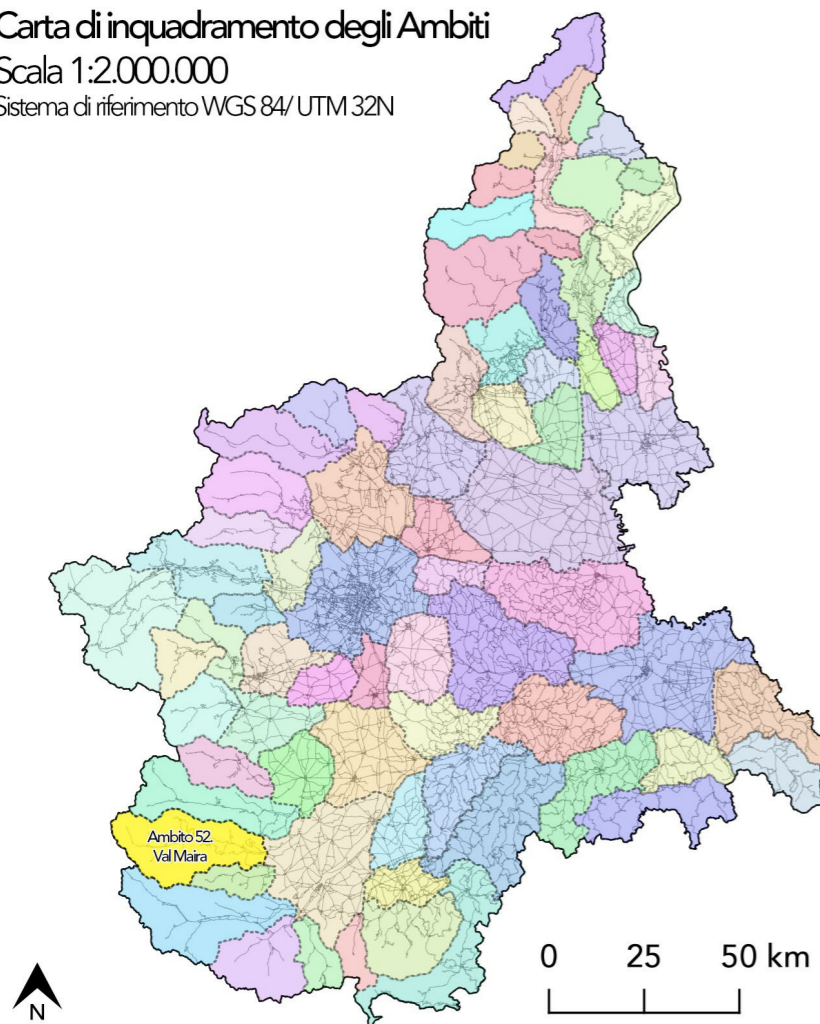 Carta di inquadramento degli Ambiti
Scala 1:2.000.000
Sistema di riferimento WGS 84/ UTM 32N
Ambito 52.
Val Maira
0 25 50 km
N